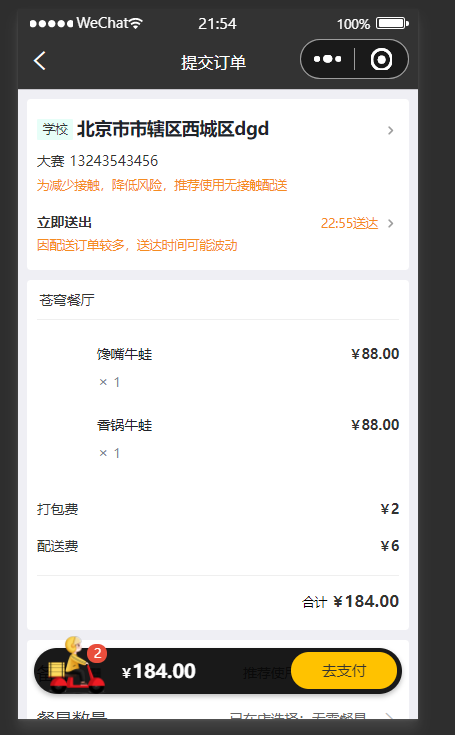 WeChat 21:54 100%
提交订单
学校 北京市市辖区西城区dgd
大赛 13243543456
为减少接触，降低风险，推荐使用无接触配送
立即送出 22:55送达
因配送订单较多，送达时间可能波动
苍穹餐厅
馋嘴牛蛙 ￥88.00
× 1
香锅牛蛙 ￥88.00
× 1
打包费 ￥2
配送费 ￥6
合计 ￥184.00
2
￥184.00 推荐使 去支付
餐具数量 已在店选择：无需餐具